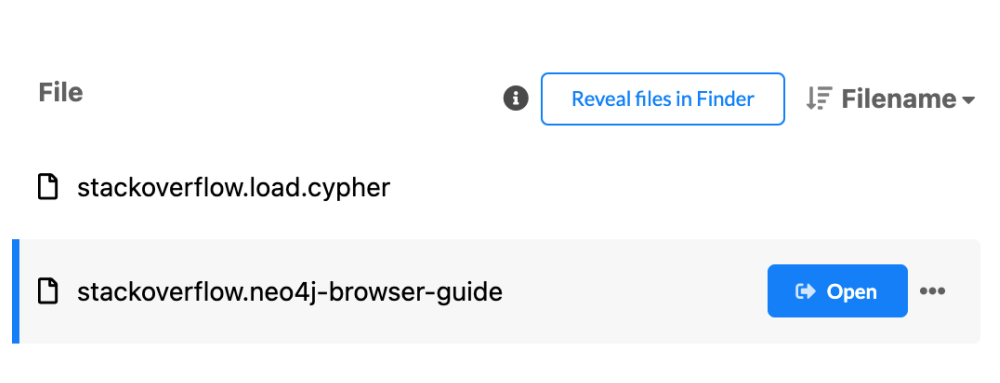 File
Reveal files in Finder
Filename
stackoverflow.load.cypher
stackoverflow.neo4j-browser-guide
Open